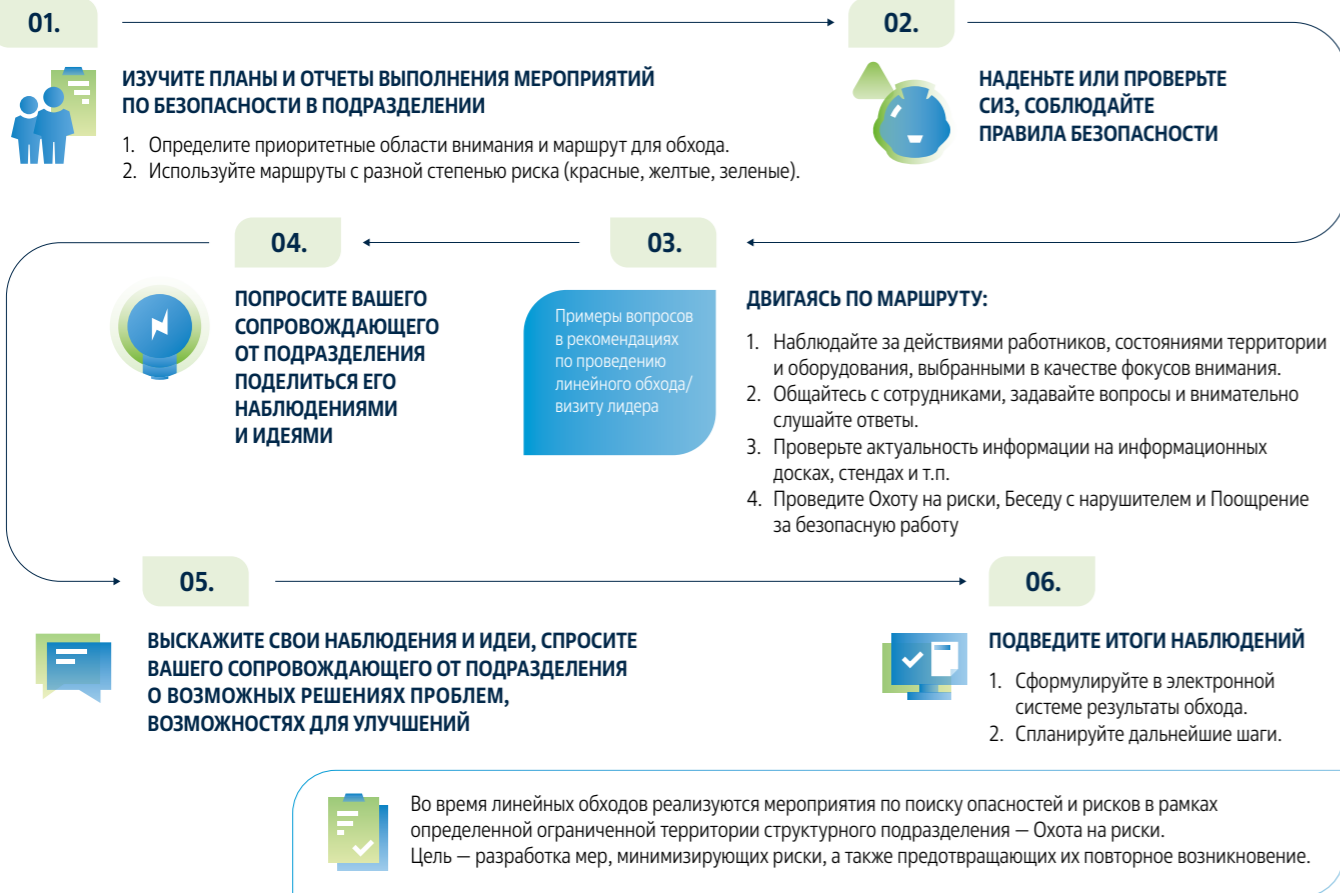 01.
ИЗУЧИТЕ ПЛАНЫ И ОТЧЕТЫ ВЫПОЛНЕНИЯ МЕРОПРИЯТИЙ
ПО БЕЗОПАСНОСТИ В ПОДРАЗДЕЛЕНИИ
1. Определите приоритетные области внимания и маршрут для обхода.
2. Используйте маршруты с разной степенью риска (красные, желтые, зеленые).
02.
НАДЕНЬТЕ ИЛИ ПРОВЕРЬТЕ
СИЗ, СОБЛЮДАЙТЕ
ПРАВИЛА БЕЗОПАСНОСТИ
03.
Примеры вопросов
в рекомендациях
по проведению
линейного обхода/
визиту лидера
ДВИГАЯСЬ ПО МАРШРУТУ:
1. Наблюдайте за действиями работников, состояниями территории
и оборудования, выбранными в качестве фокусов внимания.
2. Общайтесь с сотрудниками, задавайте вопросы и внимательно
слушайте ответы.
3. Проверьте актуальность информации на информационных
досках, стендах и т.п.
4. Проведите Охоту на риски, Беседу с нарушителем и Поощрение
за безопасную работу
04.
ПОПРОСИТЕ ВАШЕГО
СОПРОВОЖДАЮЩЕГО
ОТ ПОДРАЗДЕЛЕНИЯ
ПОДЕЛИТЬСЯ ЕГО
НАБЛЮДЕНИЯМИ
И ИДЕЯМИ
05.
ВЫСКАЖИТЕ СВОИ НАБЛЮДЕНИЯ И ИДЕИ, СПРОСИТЕ
ВАШЕГО СОПРОВОЖДАЮЩЕГО ОТ ПОДРАЗДЕЛЕНИЯ
О ВОЗМОЖНЫХ РЕШЕНИЯХ ПРОБЛЕМ,
ВОЗМОЖНОСТЯХ ДЛЯ УЛУЧШЕНИЙ
06.
ПОДВЕДИТЕ ИТОГИ НАБЛЮДЕНИЙ
1. Сформулируйте в электронной
системе результаты обхода.
2. Спланируйте дальнейшие шаги.
Во время линейных обходов реализуются мероприятия по поиску опасностей и рисков в рамках
определенной ограниченной территории структурного подразделения — Охота на риски.
Цель — разработка мер, минимизирующих риски, а также предотвращающих их повторное возникновение.